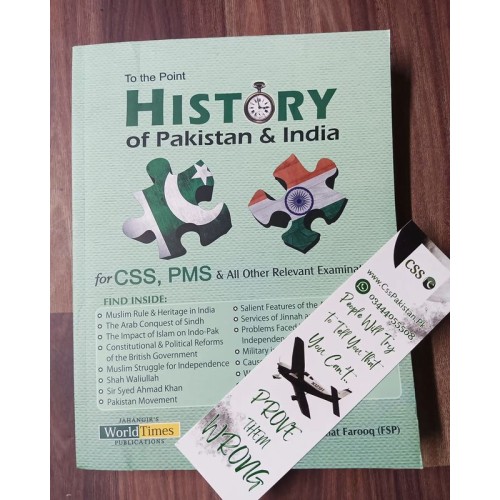 To the Point
HISTORY
of Pakistan & India
for CSS, PMS & All Other Relevant
FIND INSIDE:
• Muslim Rule & Heritage in India
• The Arab Conquest of Sindh
• The Impact of Islam on Indo-Pak
• Constitutional & Political Reforms
of the British Government
• Muslim Struggle for Independence
• Shah Waliullah
• Sir Syed Ahmad Khan
• Pakistan Movement
• Salient Features of the
• Services of Jinnah
• Problems Faced
Independen
• Military in
• Caus
JAHANGIR'S
WorldTimes
PUBLICATIONS
Farooq (FSP)
CSS
www.CssPakistan.Pk
03444055508
People Will Try
to Tell You That
You Can't...
PROVE
THEM
WRONG